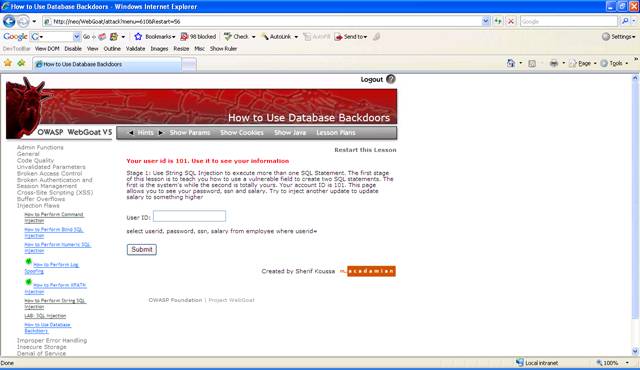 How to Use Database Backdoors - Windows Internet Explorer
http://neo/WebGoat/attack?menu=610&Restart=56
Google
Google
Go
Bookmarks
98 blocked
Check
AutoLink
AutoFill
Send to
Settings
DevToolBar View DOM Disable View Outline Validate Images Resize Misc Show Ruler
How to Use Database Backdoors
Page
Tools
Logout ?
How to Use Database Backdoors
OWASP WebGoat V5
Hints Show Params Show Cookies Show Java Lesson Plans
Restart this Lesson
Admin Functions
General
Code Quality
Unvalidated Parameters
Broken Access Control
Broken Authentication and
Session Management
Cross-Site Scripting (XSS)
Buffer Overflows
Injection Flaws
How to Perform Command
Injection
How to Perform Blind SQL
Injection
How to Perform Numeric SQL
Injection
How to Perform Log
Spoofing
How to Perform XPATH
Injection
How to Perform String SQL
Injection
LAB: SQL Injection
How to Use Database
Backdoors
Improper Error Handling
Insecure Storage
Denial of Service
Your user id is 101. Use it to see your information
Stage 1: Use String SQL Injection to execute more than one SQL Statement. The first stage
of this lesson is to teach you how to use a vulnerable field to create two SQL statements. The
first is the system's while the second is totally yours. Your account ID is 101. This page
allows you to see your password, ssn and salary. Try to inject another update to update
salary to something higher
User ID:
select userid, password, ssn, salary from employee where userid=
Submit
Created by Sherif Koussa
macadamian
OWASP Foundation | Project WebGoat
Done
Local intranet
100%